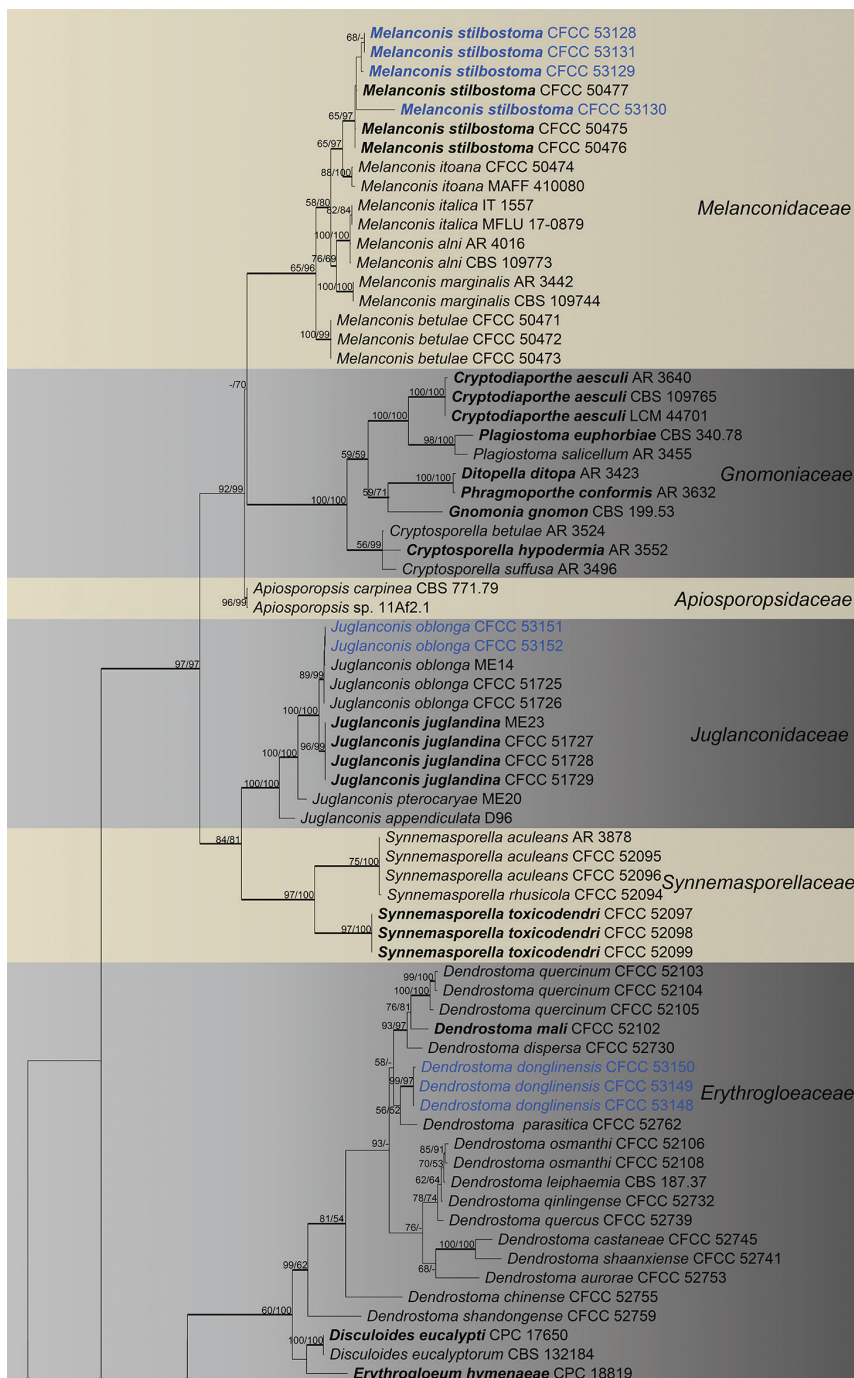 68/-
Melanconis stilbostoma CFCC 53128
Melanconis stilbostoma CFCC 53131
Melanconis stilbostoma CFCC 53129
Melanconis stilbostoma CFCC 50477
Melanconis stilbostoma CFCC 53130
65/97
Melanconis stilbostoma CFCC 50475
Melanconis stilbostoma CFCC 50476
65/97
Melanconis itoana CFCC 50474
88/100
Melanconis itoana MAFF 410080
58/80
Melanconis italica IT 1557
62/84
Melanconis italica MFLU 17-0879
Melanconidaceae
100/100
Melanconis alni AR 4016
76/69
Melanconis alni CBS 109773
65/96
Melanconis marginalis AR 3442
100/100
Melanconis marginalis CBS 109744
Melanconis betulae CFCC 50471
100/99
Melanconis betulae CFCC 50472
Melanconis betulae CFCC 50473
-/70
Cryptodiaporthe aesculi AR 3640
100/100
Cryptodiaporthe aesculi CBS 109765
100/100
Cryptodiaporthe aesculi LCM 44701
Plagiostoma euphorbiae CBS 340.78
98/100
Plagiostoma salicellum AR 3455
59/59
Ditopella ditopa AR 3423
100/100
Gnomoniaceae
92/99
59/71
Phragmoporthe conformis AR 3632
100/100
Gnomonia gnomon CBS 199.53
Cryptosporella betulae AR 3524
56/99
Cryptosporella hypodermia AR 3552
Cryptosporella suffusa AR 3496
Apiosporopsis carpinea CBS 771.79
96/99
Apiosporopsis sp. 11Af2.1
Apiosporopsidaceae
Juglanconis oblonga CFCC 53151
Juglanconis oblonga CFCC 53152
97/97
Juglanconis oblonga ME14
89/99
Juglanconis oblonga CFCC 51725
Juglanconis oblonga CFCC 51726
100/100
Juglanconis juglandina ME23
Juglanconidaceae
96/99
Juglanconis juglandina CFCC 51727
100/100
Juglanconis juglandina CFCC 51728
Juglanconis juglandina CFCC 51729
100/100
Juglanconis pterocaryae ME20
Juglanconis appendiculata D96
84/81
Synnemasporella aculeans AR 3878
75/100
Synnemasporella aculeans CFCC 52095
Synnemasporella aculeans CFCC 52096
Synnemasporellaceae
97/100
Synnemasporella rhusicola CFCC 52094
Synnemasporella toxicodendri CFCC 52097
97/100
Synnemasporella toxicodendri CFCC 52098
Synnemasporella toxicodendri CFCC 52099
Dendrostoma quercinum CFCC 52103
99/100
Dendrostoma quercinum CFCC 52104
100/100
Dendrostoma quercinum CFCC 52105
76/81
93/97
Dendrostoma mali CFCC 52102
Dendrostoma dispersa CFCC 52730
58/-
Dendrostoma donglinensis CFCC 53150
99/97
Dendrostoma donglinensis CFCC 53149
Dendrostoma donglinensis CFCC 53148
Erythrogloeaceae
56/52
Dendrostoma parasitica CFCC 52762
93/-
Dendrostoma osmanthi CFCC 52106
85/91
Dendrostoma osmanthi CFCC 52108
70/53
Dendrostoma leiphaemia CBS 187.37
62/64
Dendrostoma qinlingense CFCC 52732
78/74
Dendrostoma quercus CFCC 52739
81/54
76/-
Dendrostoma castaneae CFCC 52745
100/100
Dendrostoma shaanxiense CFCC 52741
99/62
68/-
Dendrostoma aurorae CFCC 52753
Dendrostoma chinense CFCC 52755
60/100
Dendrostoma shandongense CFCC 52759
Disculoides eucalypti CPC 17650
100/100
Disculoides eucalyptorum CBS 132184
Erythrogloeum hymenaeae CPC 18819